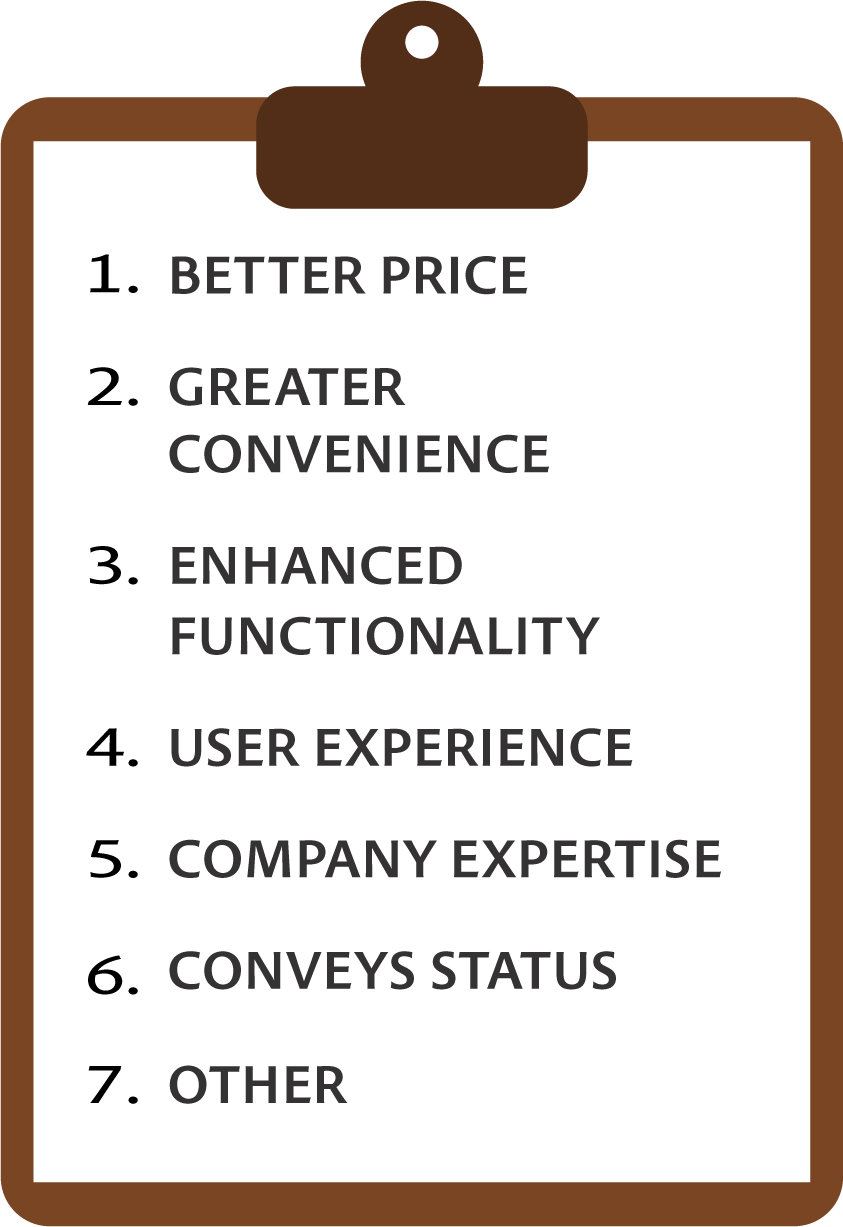 1. BETTER PRICE
2. GREATER
CONVENIENCE
3. ENHANCED
FUNCTIONALITY
4. USER EXPERIENCE
5. COMPANY EXPERTISE
6. CONVEYS STATUS
7. OTHER